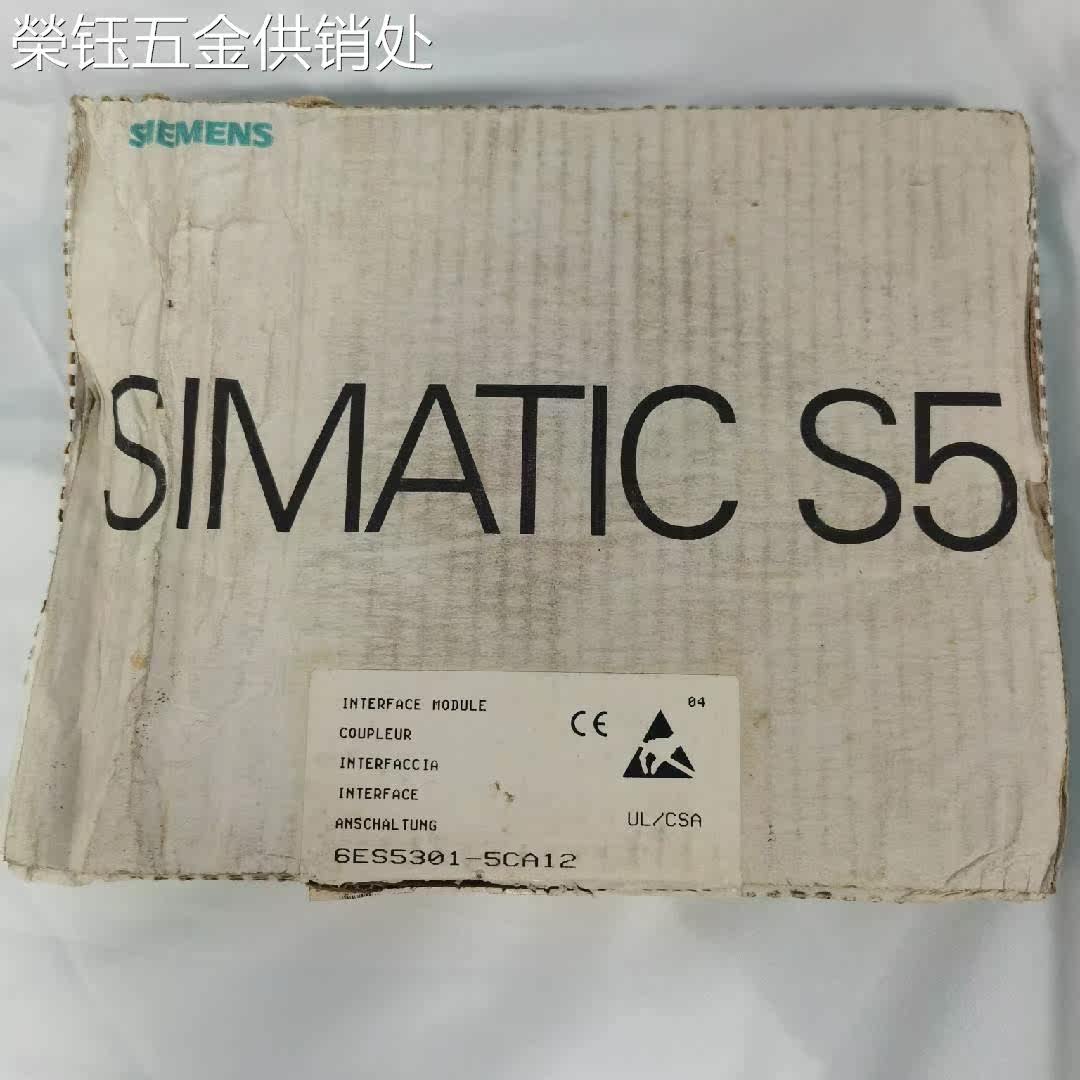 榮钰五金供销处
SIEMENS
SIMATIC S5
INTERFACE MODULE
04
COUPLEUR
INTERFACCIA
INTERFACE
ANSCHALTUNG
CE
UL/CSA
6ES5301-5CA12